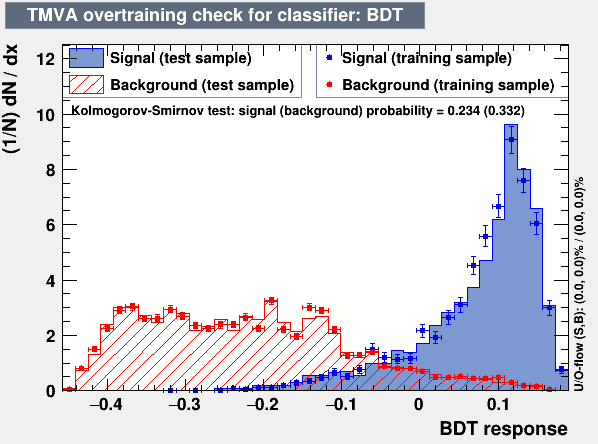 TMVA overtraining check for classifier: BDT
(1/N) dN / dx
Signal (test sample)
Background (test sample)
Signal (training sample)
Background (training sample)
Kolmogorov-Smirnov test: signal (background) probability = 0.234 (0.332)
12
10
8
6
4
2
0
−0.4 −0.3 −0.2 −0.1 0 0.1
BDT response
U/O-flow (S,B): (0.0, 0.0)% / (0.0, 0.0)%